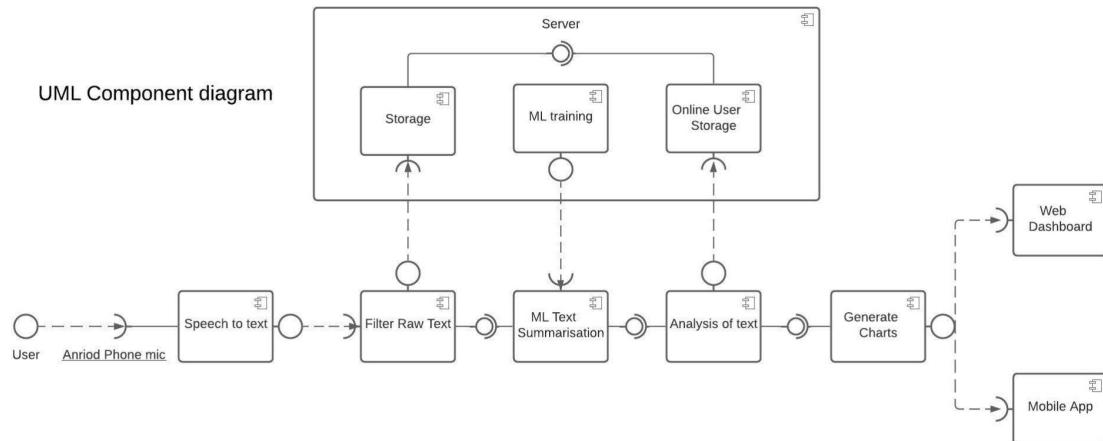 Server
UML Component diagram
Storage
ML training
Online User
Storage
Web
Dashboard
Speech to text
Filter Raw Text
ML Text
Summarisation
Analysis of text
Generate
Charts
User
Anriod Phone mic
Mobile App